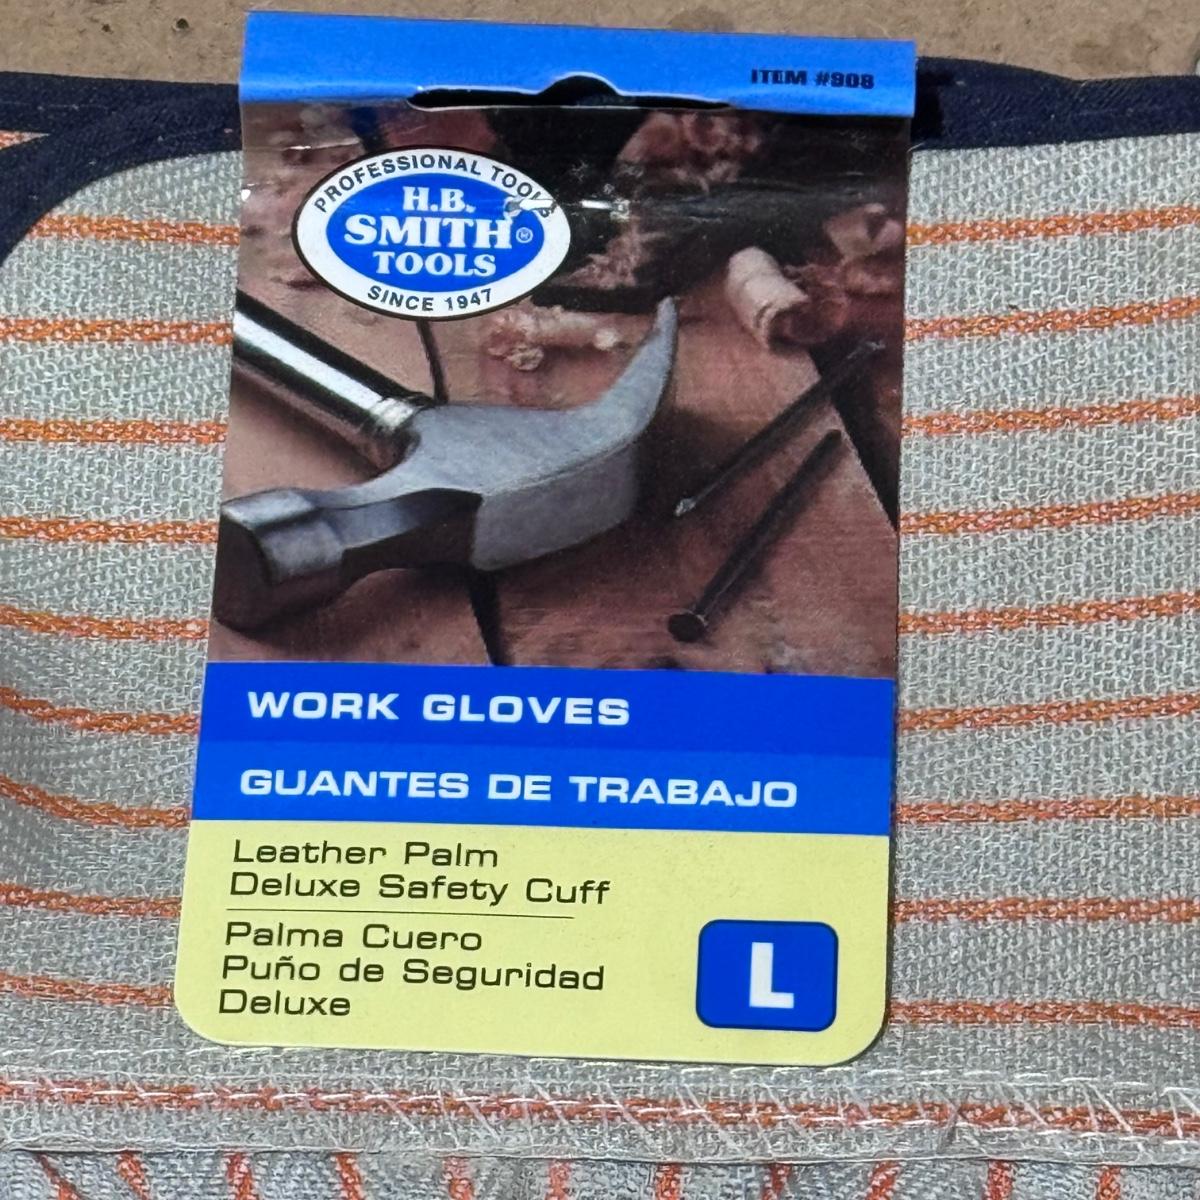 ITEM #908
PROFESSIONAL TOOLS
H.B.
SMITH®
TOOLS
SINCE 1947
WORK GLOVES
GUANTES DE TRABAJO
Leather Palm
Deluxe Safety Cuff
Palma Cuero
Puño de Seguridad
Deluxe
L